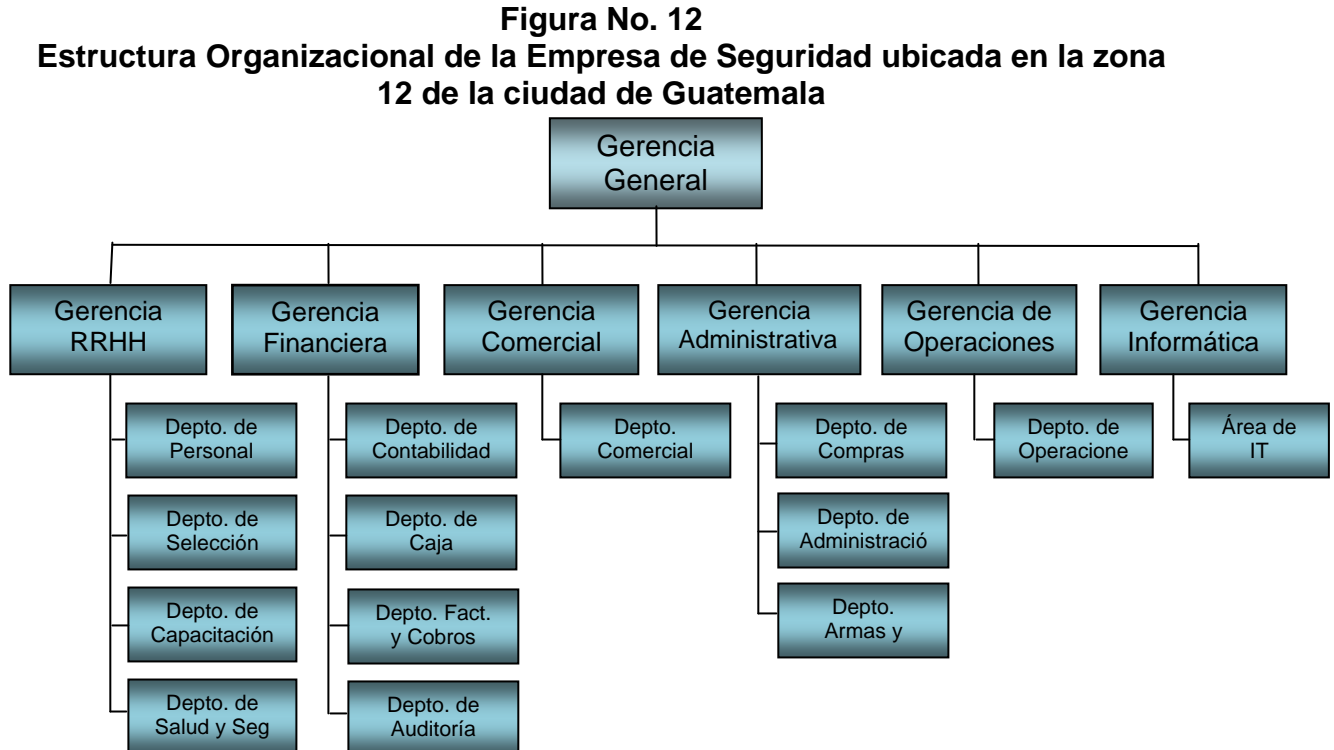 Figura No. 12
Estructura Organizacional de la Empresa de Seguridad ubicada en la zona
12 de la ciudad de Guatemala
Gerencia
General
Gerencia
RRHH
Gerencia
Financiera
Gerencia
Comercial
Gerencia
Administrativa
Gerencia de
Operaciones
Gerencia
Informática
Depto. de
Personal
Depto. de
Contabilidad
Depto.
Comercial
Depto. de
Compras
Depto. de
Operacione
Área de
IT
Depto. de
Selección
Depto. de
Caja
Depto. de
Administració
Depto. de
Capacitación
Depto. Fact.
y Cobros
Depto.
Armas y
Depto. de
Salud y Seg
Depto. de
Auditoría